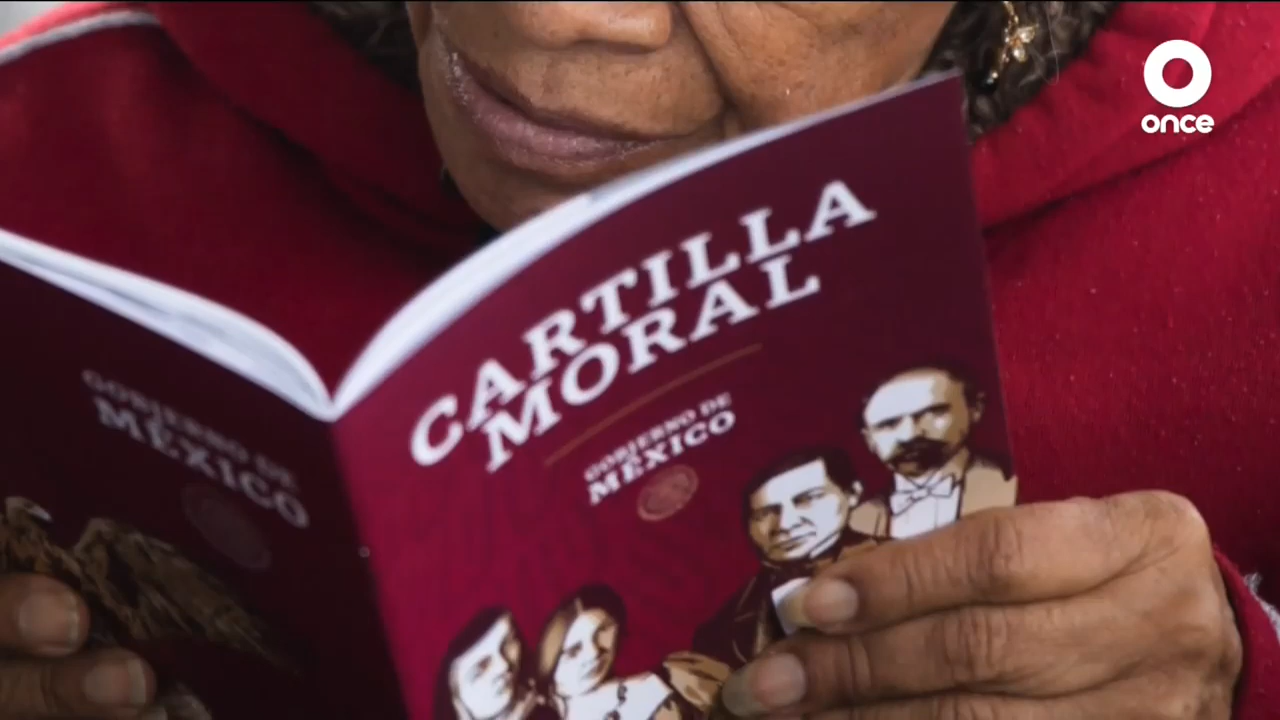 once
CARTILLA
MORAL
GOBIERNO DE
MÉXICO
GOBIERNO DE
MÉXICO